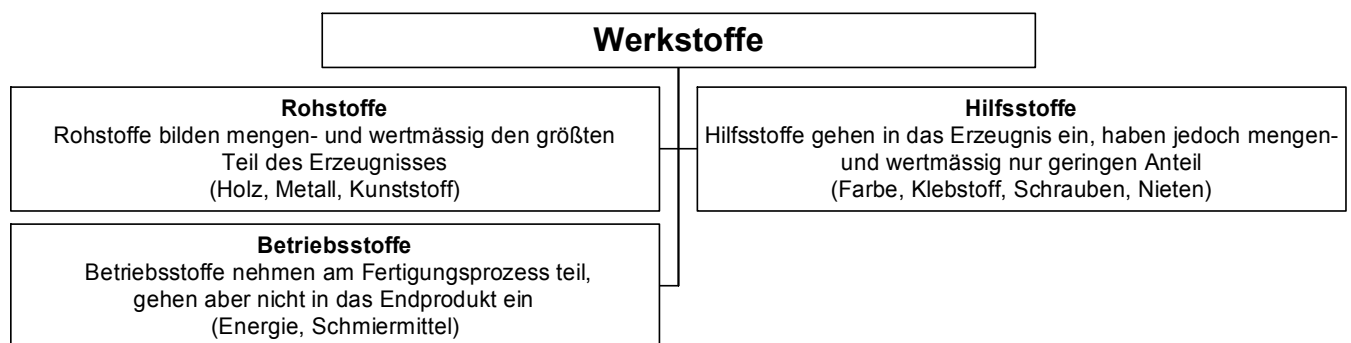 Werkstoffe
Rohstoffe
Rohstoffe bilden mengen- und wertmässig den größten
Teil des Erzeugnisses
(Holz, Metall, Kunststoff)
Hilfsstoffe
Hilfsstoffe gehen in das Erzeugnis ein, haben jedoch mengen-
und wertmässig nur geringen Anteil
(Farbe, Klebstoff, Schrauben, Nieten)
Betriebsstoffe
Betriebsstoffe nehmen am Fertigungsprozess teil,
gehen aber nicht in das Endprodukt ein
(Energie, Schmiermittel)